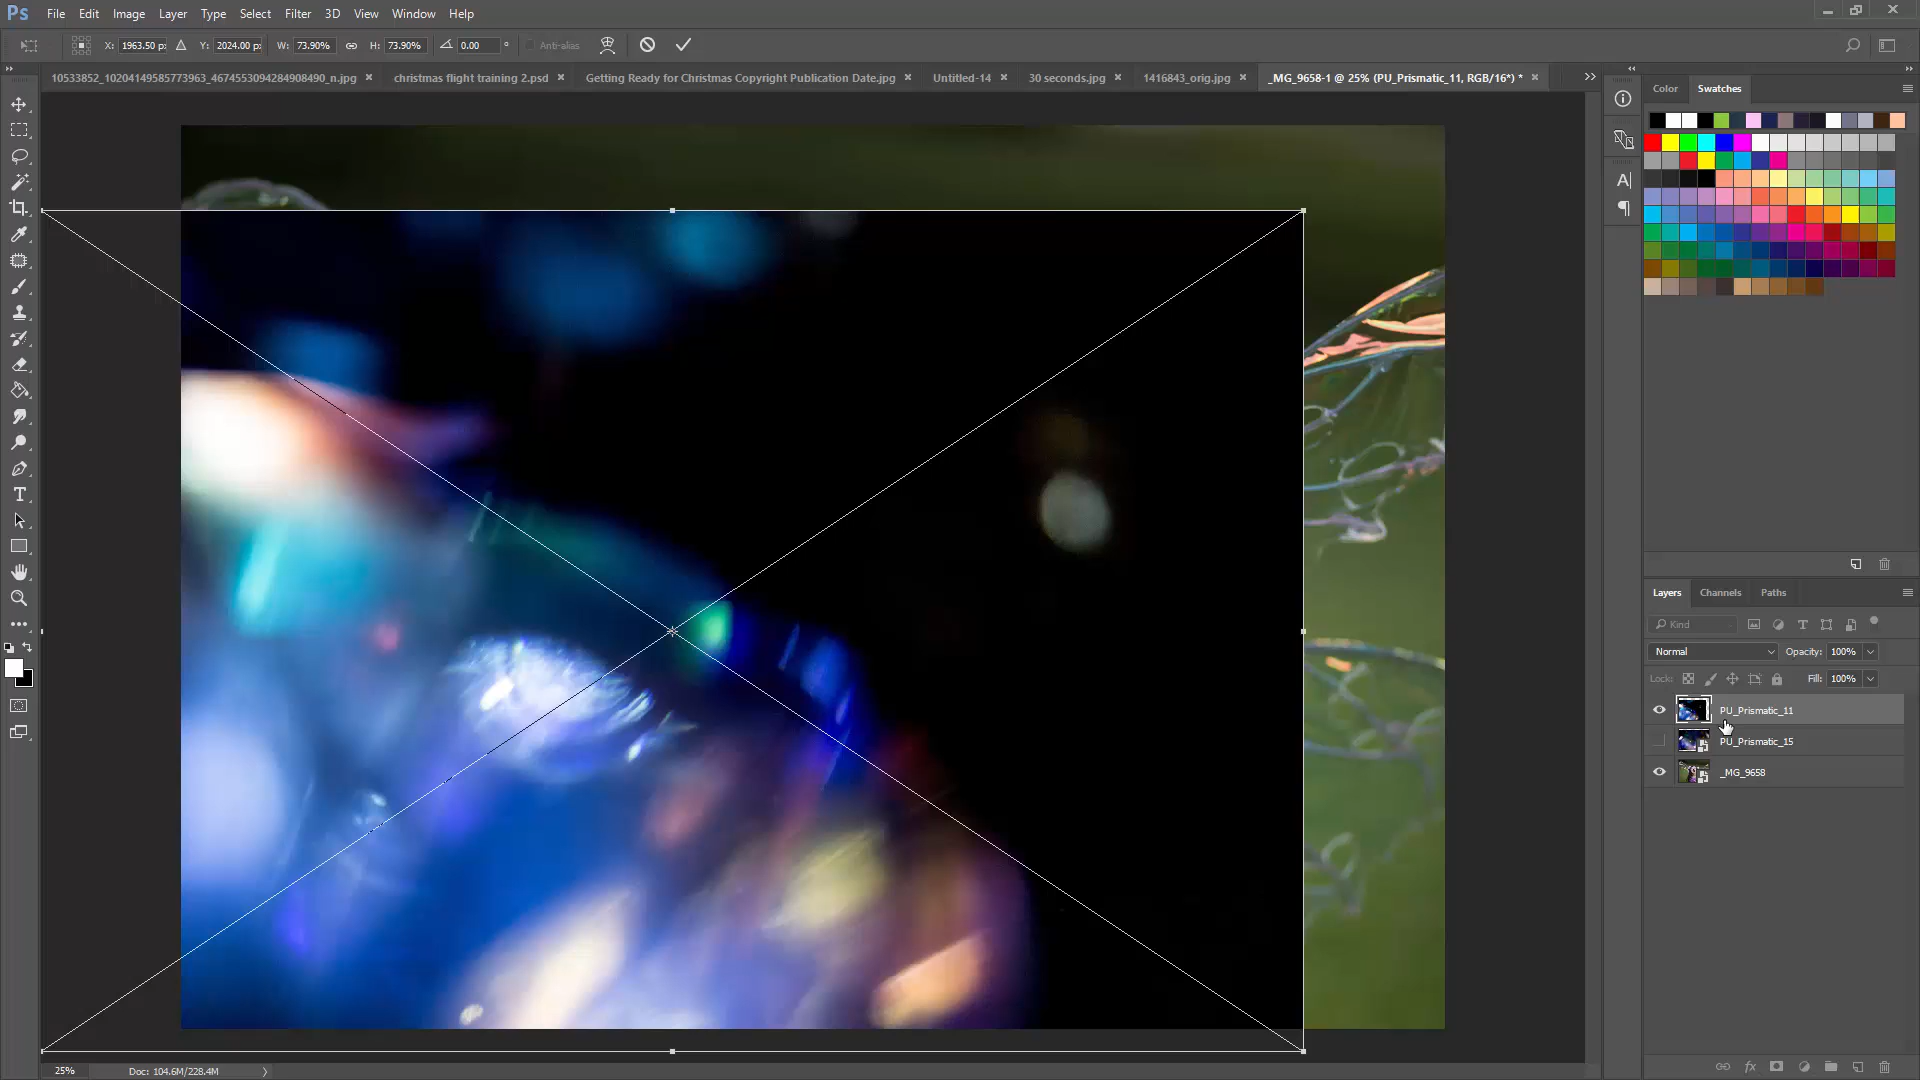 Ps File Edit Image Layer Type Select Filter 3D View Window Help
X: 1963.50 px Y: 2024.00 px W: 73.90% H: 73.90% 0.00 ° Anti-alias
10533852_10204149585773963_4674553094284908490_n.jpg × christmas flight training 2.psd × Getting Ready for Christmas Copyright Publication Date.jpg × Untitled-14 × 30 seconds.jpg × 1416843_orig.jpg × _MG_9658-1 @ 25% (PU_Prismatic_11, RGB/16*) * ×
Color Swatches
Layers Channels Paths
Kind
Normal Opacity: 100%
Lock: Fill: 100%
PU_Prismatic_11
PU_Prismatic_15
_MG_9658
25% Doc: 104.6M/228.4M